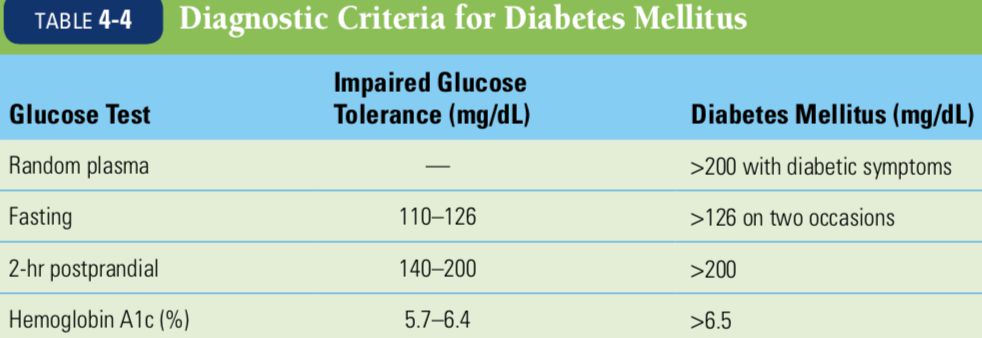 TABLE 4-4 Diagnostic Criteria for Diabetes Mellitus
Impaired Glucose
Glucose Test Tolerance (mg/dL) Diabetes Mellitus (mg/dL)
Random plasma — >200 with diabetic symptoms
Fasting 110–126 >126 on two occasions
2-hr postprandial 140–200 >200
Hemoglobin A1c (%) 5.7–6.4 >6.5